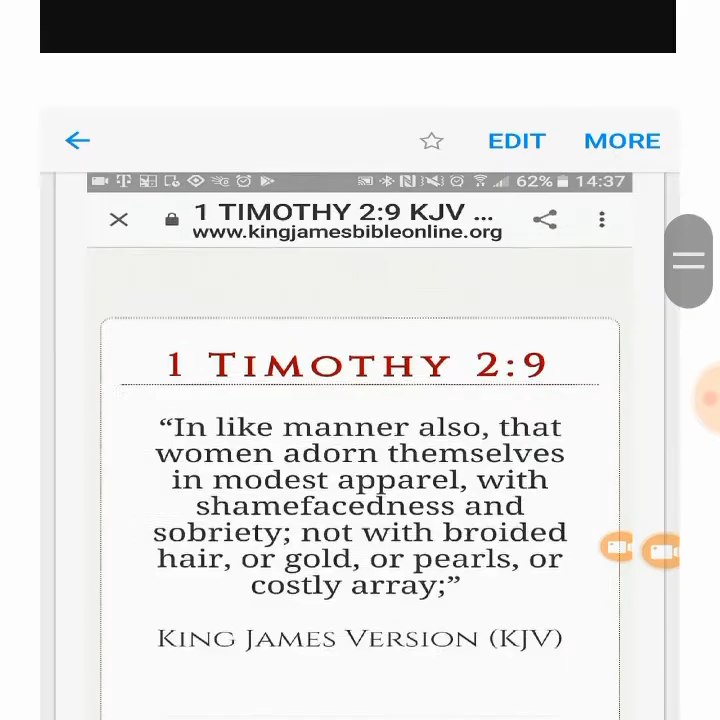 EDIT MORE
62% 14:37
1 TIMOTHY 2:9 KJV ...
www.kingjamesbibleonline.org
1 TIMOTHY 2:9
“In like manner also, that
women adorn themselves
in modest apparel, with
shamefacedness and
sobriety; not with broided
hair, or gold, or pearls, or
costly array;”
KING JAMES VERSION (KJV)